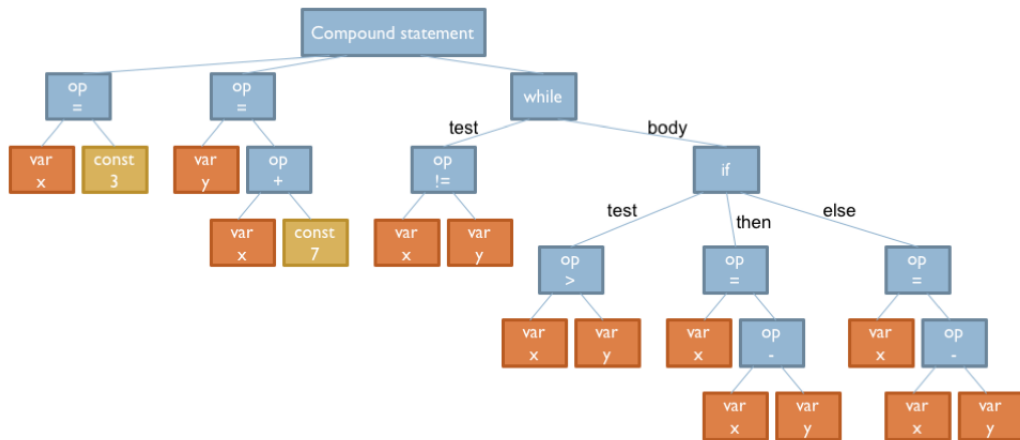 Compound statement
op
=
op
=
while
test
body
var
x
const
3
var
y
op
+
op
!=
if
var
x
const
7
var
x
var
y
test
then
else
op
>
op
=
op
=
var
x
var
y
var
x
op
-
var
x
op
-
var
x
var
y
var
x
var
y